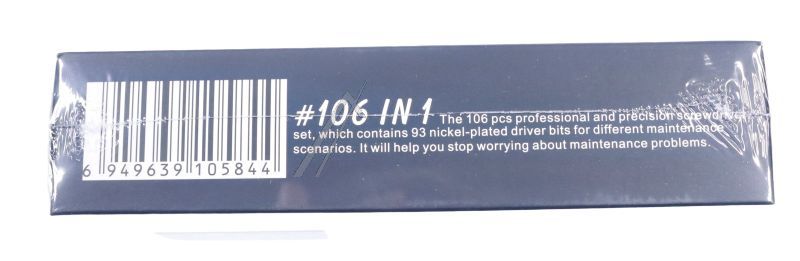 #106 IN 1 The 106 pcs professional and precision screwdriver
set, which contains 93 nickel-plated driver bits for different maintenance
scenarios. It will help you stop worrying about maintenance problems.
6 949639 105844